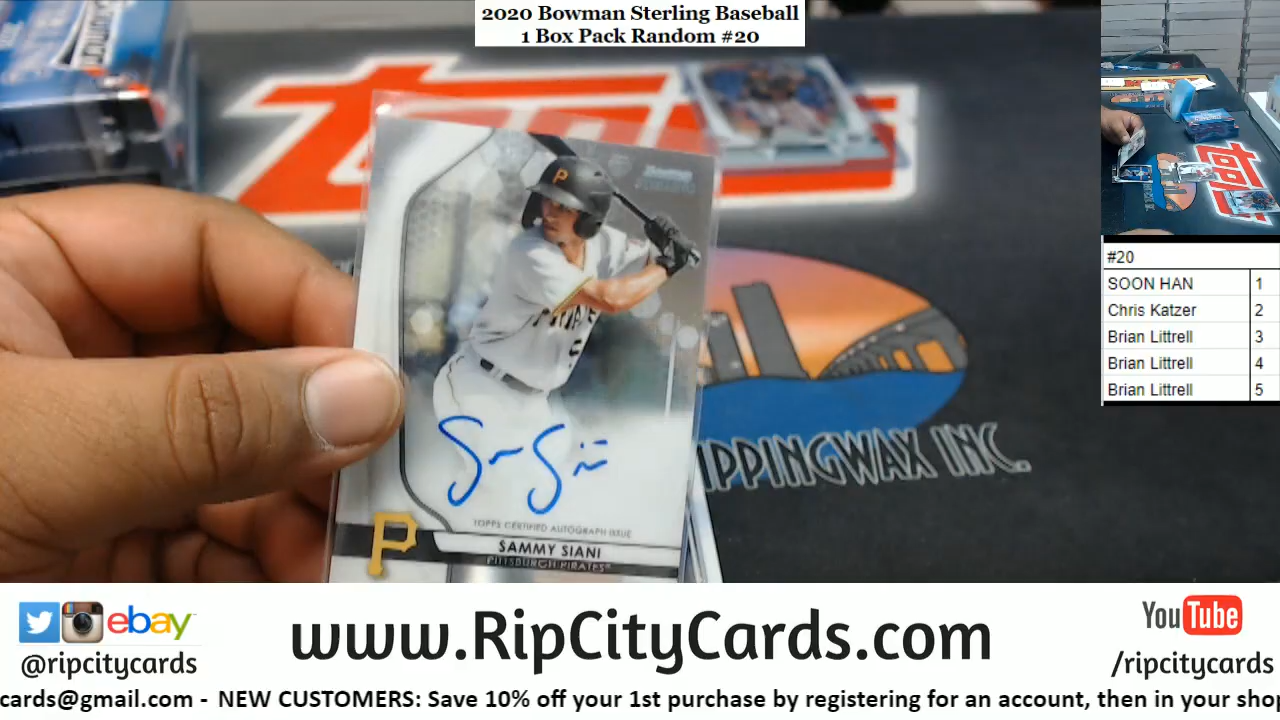 2020 Bowman Sterling Baseball
1 Box Pack Random #20
P
TOPPS CERTIFIED AUTOGRAPH ISSUE
P SAMMY SIANI
PITTSBURGH PIRATES
IPPINGWAX INC.
#20
SOON HAN 1
Chris Katzer 2
Brian Littrell 3
Brian Littrell 4
Brian Littrell 5
ebay
@ripcitycards
www.RipCityCards.com
YouTube
/ripcitycards
cards@gmail.com - NEW CUSTOMERS: Save 10% off your 1st purchase by registering for an account, then in your shop